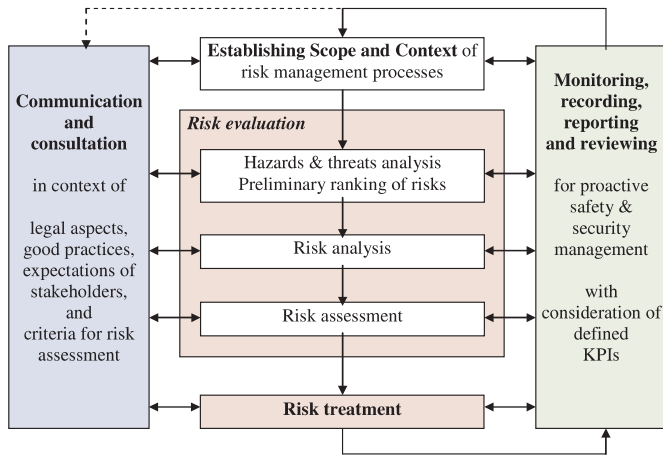 Establishing Scope and Context of
risk management processes
Communication
and
consultation
in context of
legal aspects,
good practices,
expectations of
stakeholders,
and
criteria for risk
assessment
Risk evaluation
Hazards & threats analysis
Preliminary ranking of risks
Risk analysis
Risk assessment
Risk treatment
Monitoring,
recording,
reporting
and reviewing
for proactive
safety &
security
management
with
consideration of
defined
KPIs